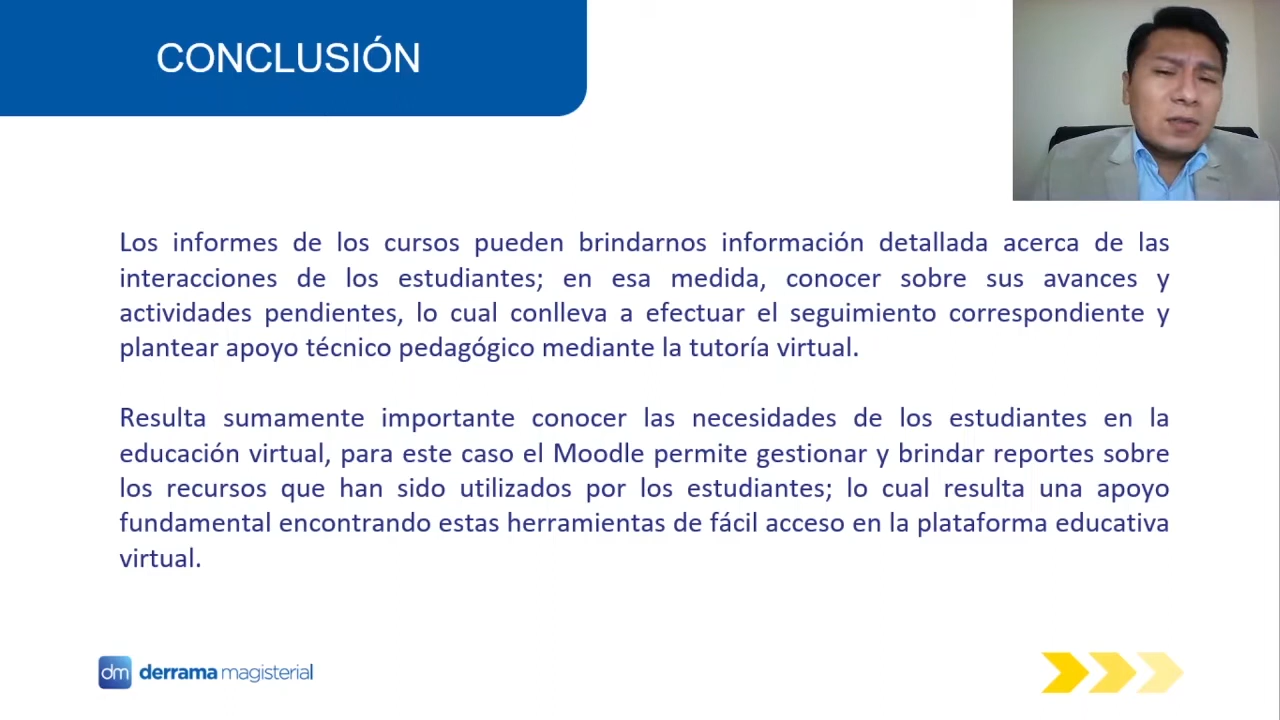 CONCLUSIÓN
Los informes de los cursos pueden brindarnos información detallada acerca de las
interacciones de los estudiantes; en esa medida, conocer sobre sus avances y
actividades pendientes, lo cual conlleva a efectuar el seguimiento correspondiente y
plantear apoyo técnico pedagógico mediante la tutoría virtual.
Resulta sumamente importante conocer las necesidades de los estudiantes en la
educación virtual, para este caso el Moodle permite gestionar y brindar reportes sobre
los recursos que han sido utilizados por los estudiantes; lo cual resulta una apoyo
fundamental encontrando estas herramientas de fácil acceso en la plataforma educativa
virtual.
dm derrama magisterial